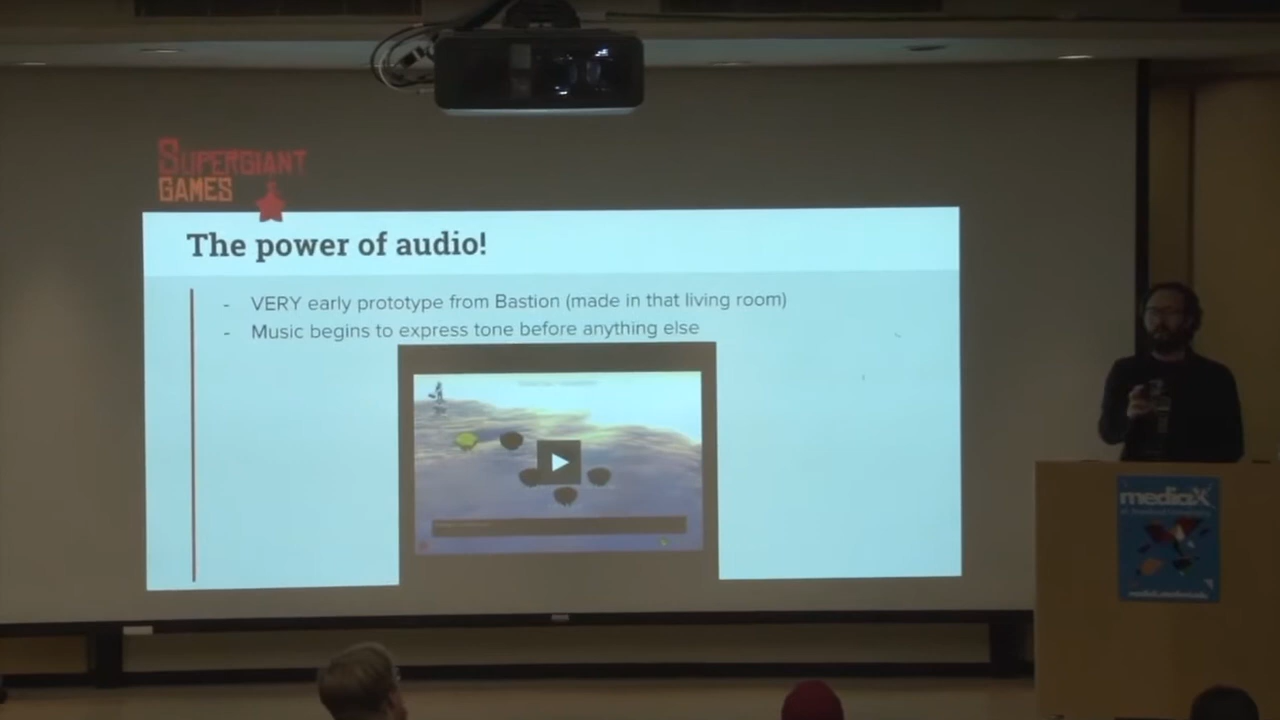 SUPERGIANT
GAMES
The power of audio!
- VERY early prototype from Bastion (made in that living room)
- Music begins to express tone before anything else
mediaX